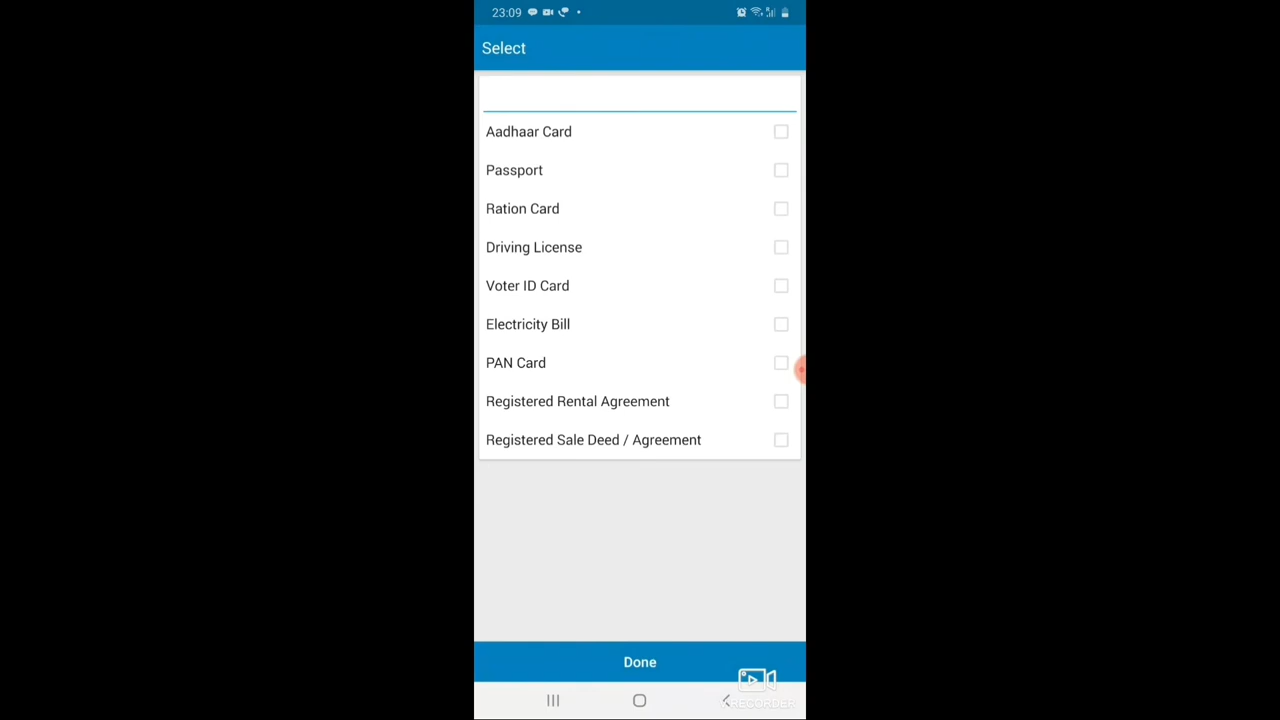 23:09
Select
Aadhaar Card
Passport
Ration Card
Driving License
Voter ID Card
Electricity Bill
PAN Card
Registered Rental Agreement
Registered Sale Deed / Agreement
Done
RECORDER